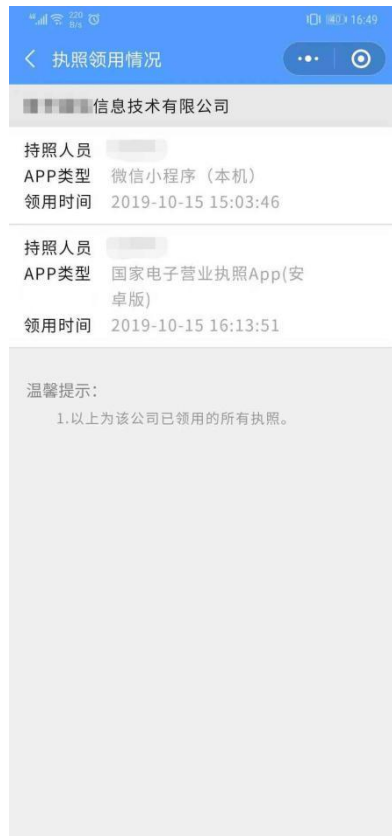 46 220 B/s 40 16:49
执照领用情况
信息技术有限公司
持照人员
APP类型 微信小程序（本机）
领用时间 2019-10-15 15:03:46
持照人员
APP类型 国家电子营业执照App(安
卓版)
领用时间 2019-10-15 16:13:51
温馨提示：
1.以上为该公司已领用的所有执照。